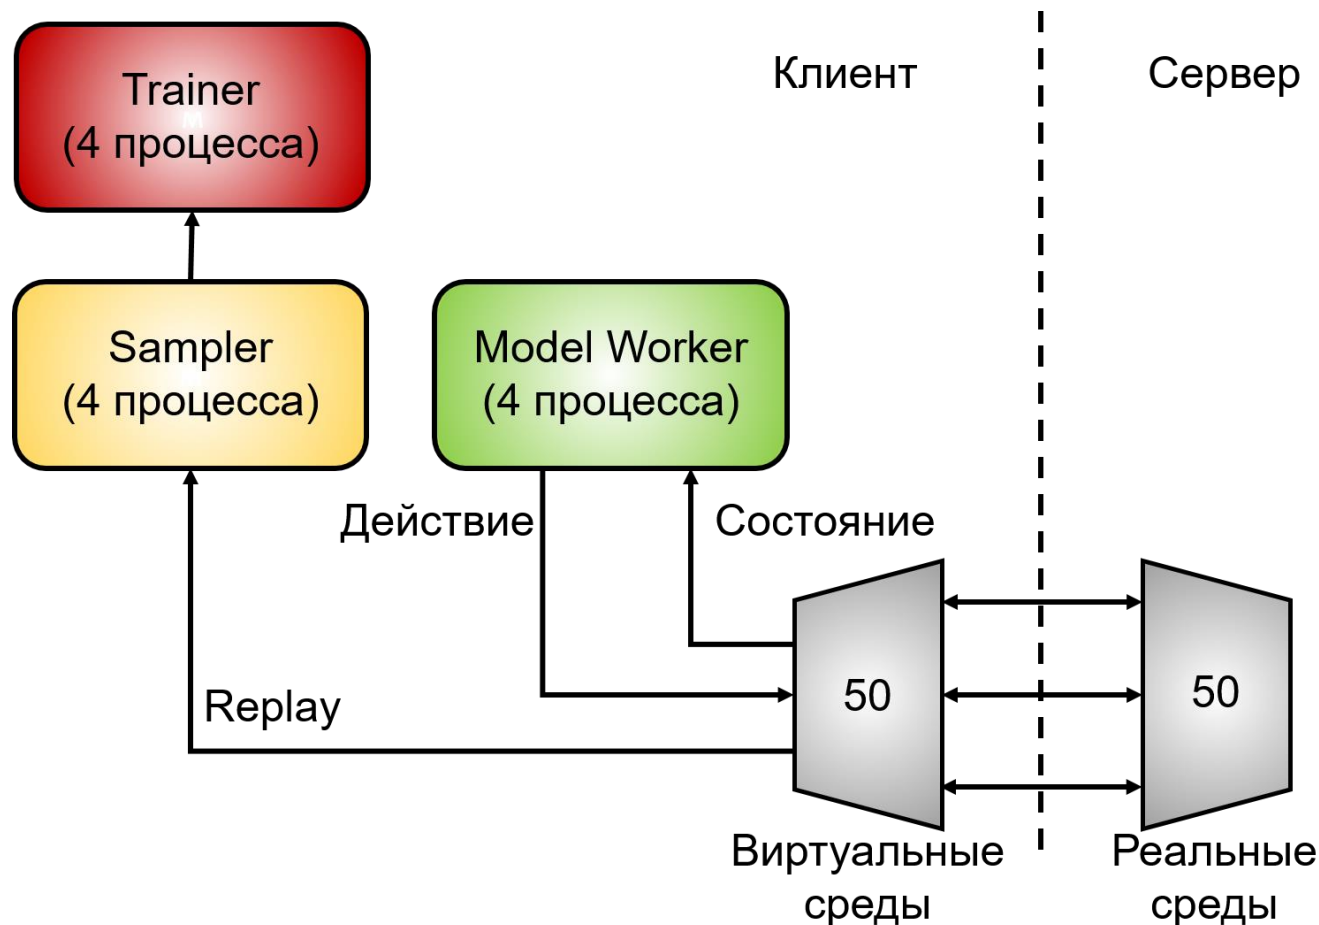 Trainer
(4 процесса)
Клиент
Сервер
Sampler
(4 процесса)
Model Worker
(4 процесса)
Действие
Состояние
Replay
50
50
Виртуальные
среды
Реальные
среды